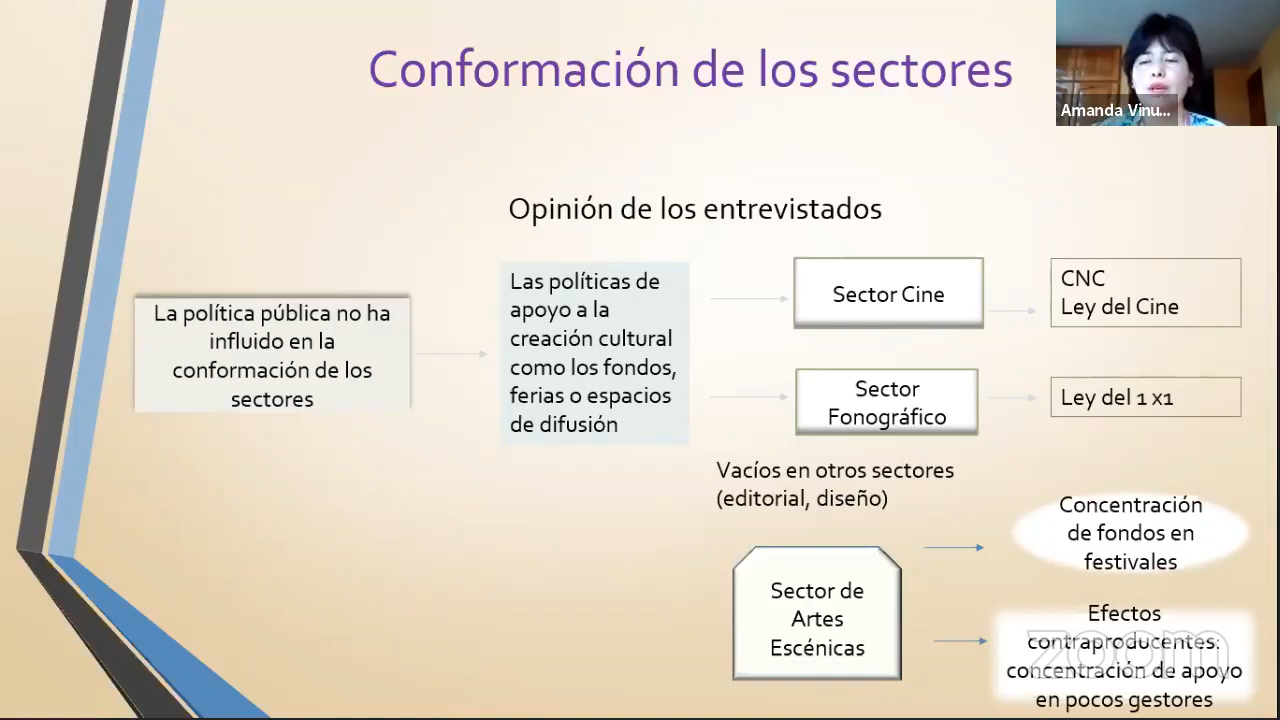 Conformación de los sectores
Amanda Vinu...
Opinión de los entrevistados
La política pública no ha
influido en la
conformación de los
sectores
Las políticas de
apoyo a la
creación cultural
como los fondos,
ferias o espacios
de difusión
Sector Cine
CNC
Ley del Cine
Sector
Fonográfico
Ley del 1 x1
Vacíos en otros sectores
(editorial, diseño)
Sector de
Artes
Escénicas
Concentración
de fondos en
festivales
Efectos
contraproducentes:
concentración de apoyo
en pocos gestores
zoom